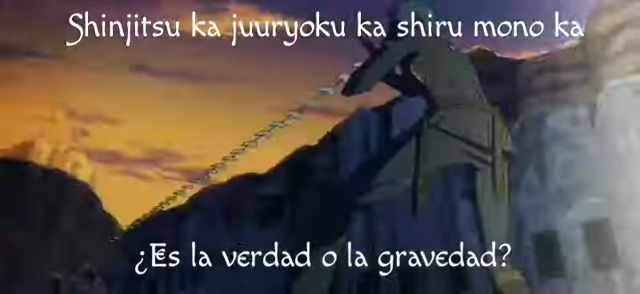 Shinjitsu ka juuryoku ka shiru mono ka
¿Es la verdad o la gravedad?